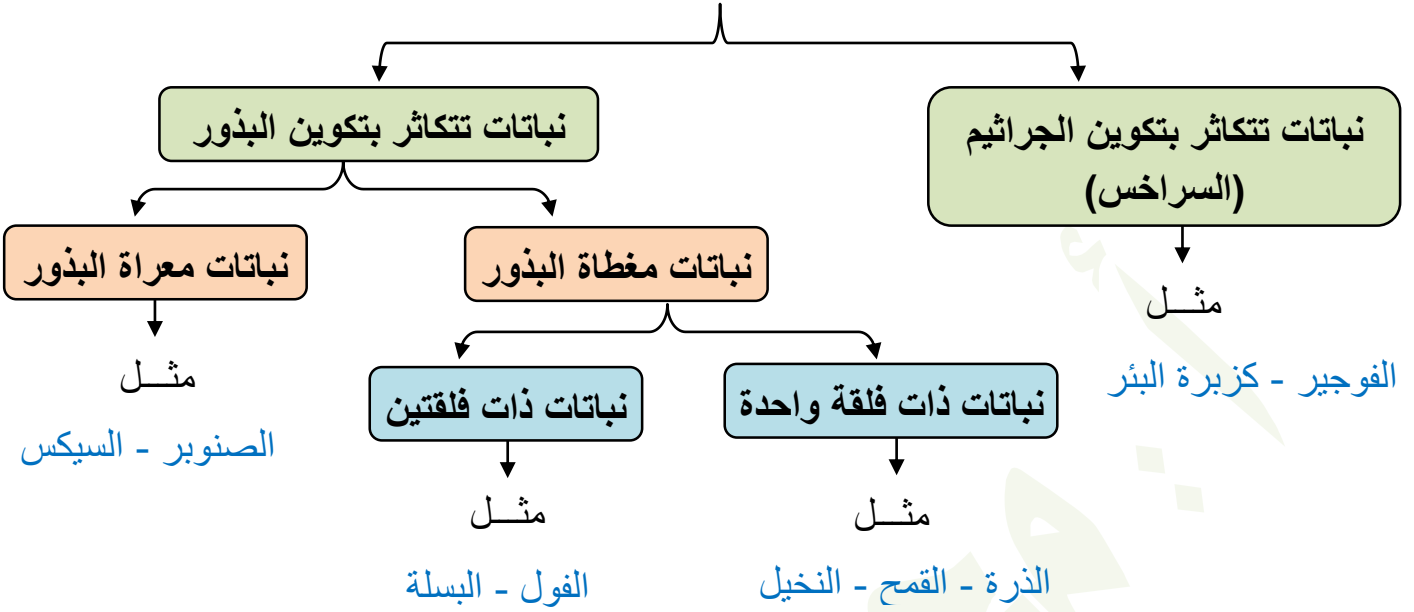 نباتات تتكاثر بتكوين الجراثيم
(السراخس)
مثـــل
الفوجير - كزبرة البئر
نباتات تتكاثر بتكوين البذور
نباتات مغطاة البذور
نباتات ذات فلقة واحدة
مثـــل
الذرة - القمح - النخيل
نباتات ذات فلقتين
مثـــل
الفول - البسلة
نباتات معراة البذور
مثـــل
الصنوبر - السيكس